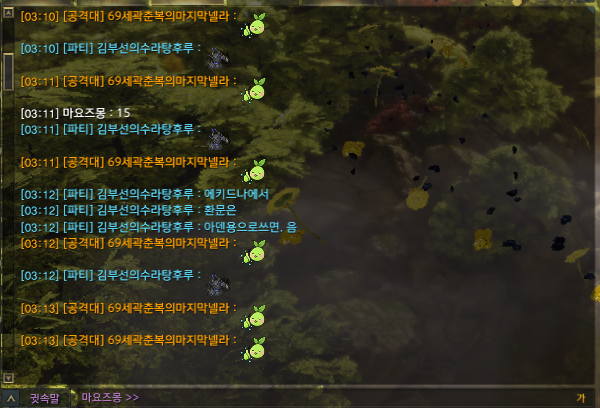 [03:10] [공격대] 69세곽춘복의마지막넬라 :
[03:10] [파티] 김부선의수라탕후루 :
[03:11] [공격대] 69세곽춘복의마지막넬라 :
[03:11] 마요즈몽 : 15
[03:11] [파티] 김부선의수라탕후루 :
[03:11] [공격대] 69세곽춘복의마지막넬라 :
[03:12] [파티] 김부선의수라탕후루 : 에키드나에서
[03:12] [파티] 김부선의수라탕후루 : 환문은
[03:12] [파티] 김부선의수라탕후루 : 아덴용으로쓰면, 음
[03:12] [공격대] 69세곽춘복의마지막넬라 :
[03:12] [파티] 김부선의수라탕후루 :
[03:13] [공격대] 69세곽춘복의마지막넬라 :
[03:13] [공격대] 69세곽춘복의마지막넬라 :
귓속말 마요즈몽 >> 가